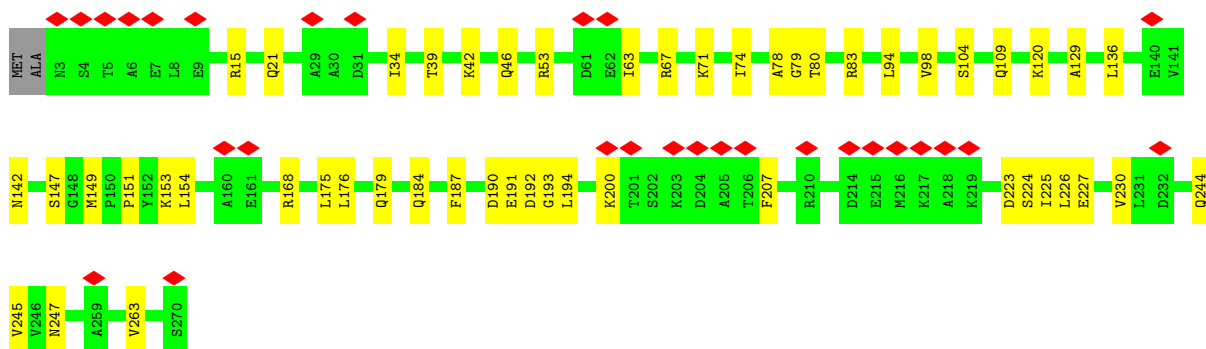 MET ALA N3 S4 T5 A6 E7 L8 E9 R15 Q21 A29 A30 D31 I34 T39 K42 Q46 R53 D61 E62 I63 R67 K71 I74 A78 G79 T80 R83 L94 V98 S104 Q109 K120 A129 L136 E140 V141
N142 S147 G148 M149 P150 P151 Y152 K153 L154 A160 E161 R168 L175 L176 Q179 Q184 F187 D190 E191 D192 G193 L194 K200 T201 S202 K203 D204 A205 T206 F207 R210 D214 E215 M216 K217 A218 K219 D223 S224 I225 L226 E227 V230 L231 D232 Q244
V245 V246 N247 A259 V263 S270